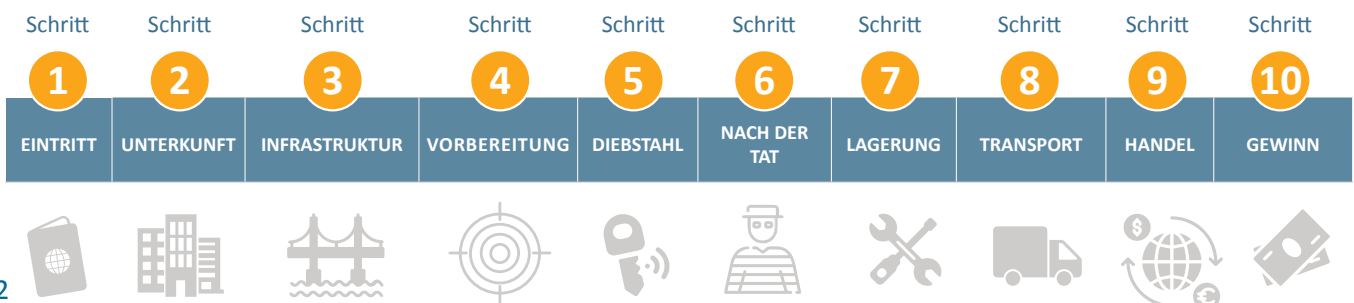 Schritt Schritt Schritt Schritt Schritt Schritt Schritt Schritt Schritt Schritt
1 2 3 4 5 6 7 8 9 10
EINTRITT UNTERKUNFT INFRASTRUKTUR VORBEREITUNG DIEBSTAHL NACH DER TAT LAGERUNG TRANSPORT HANDEL GEWINN
$
€
2